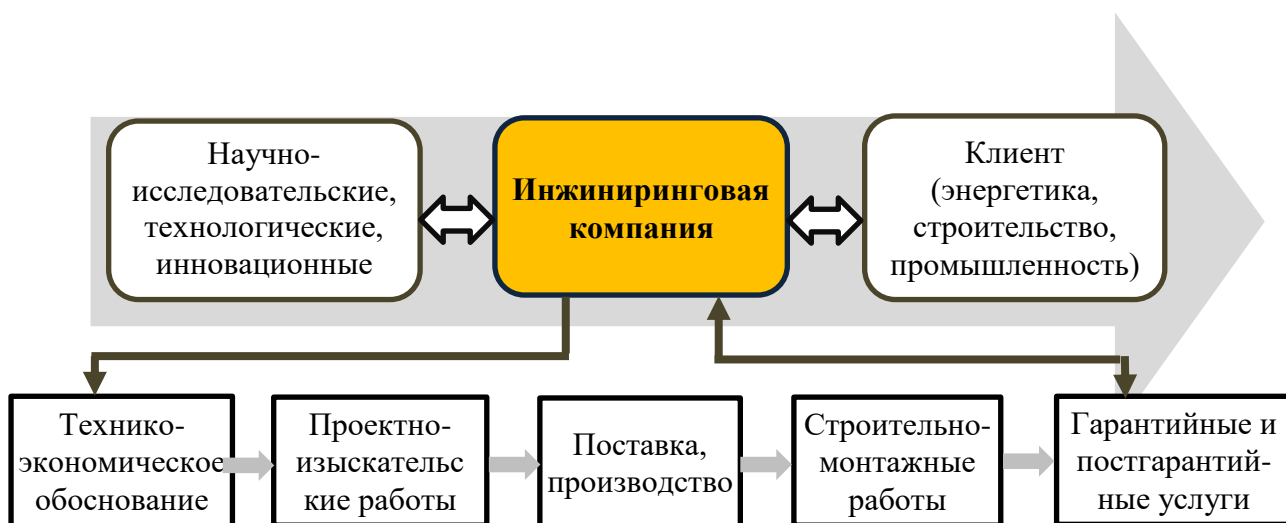 Научно-
исследовательские,
технологические,
инновационные
Инжиниринговая
компания
Клиент
(энергетика,
строительство,
промышленность)
Технико-
экономическое
обоснование
Проектно-
изыскательс
кие работы
Поставка,
производство
Строительно-
монтажные
работы
Гарантийные и
постгарантий-
ные услуги